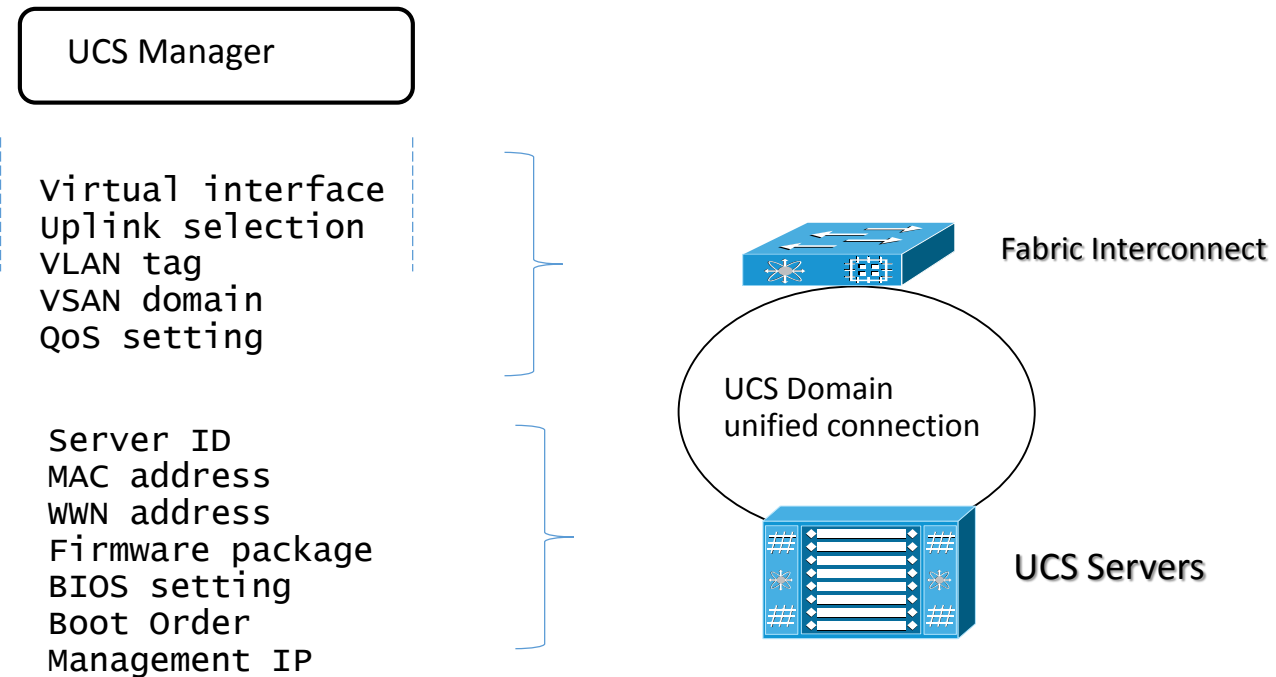 UCS Manager
Virtual interface
Uplink selection
VLAN tag
VSAN domain
QoS setting
Server ID
MAC address
WWN address
Firmware package
BIOS setting
Boot Order
Management IP
Fabric Interconnect
UCS Domain
unified connection
UCS Servers